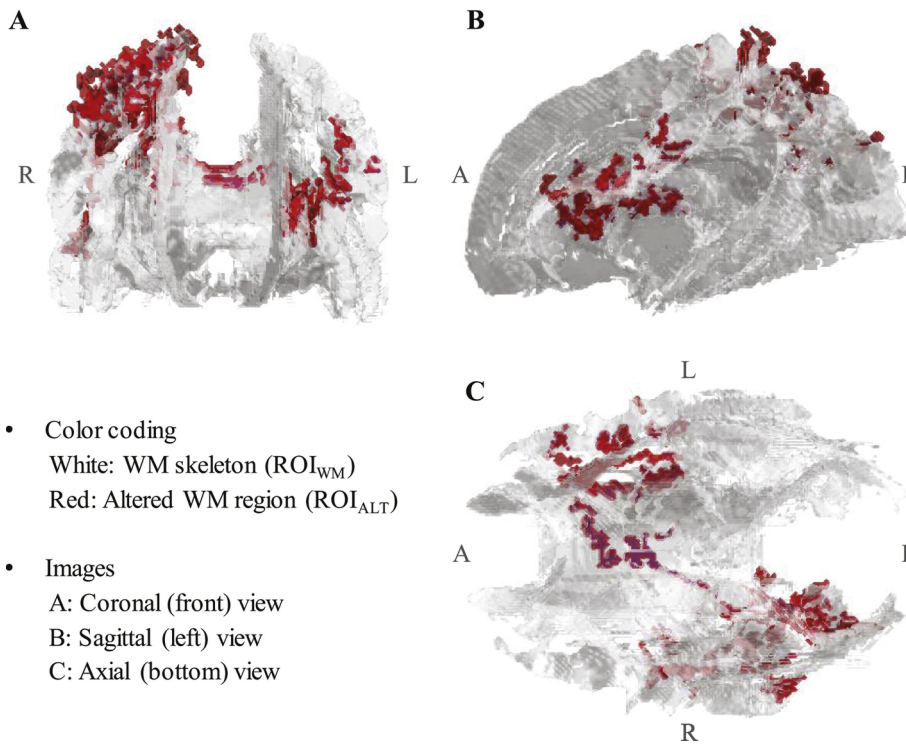 A
B
R
L
A
C
L
A
R
• Color coding
White: WM skeleton (ROIWM)
Red: Altered WM region (ROIALT)
• Images
A: Coronal (front) view
B: Sagittal (left) view
C: Axial (bottom) view